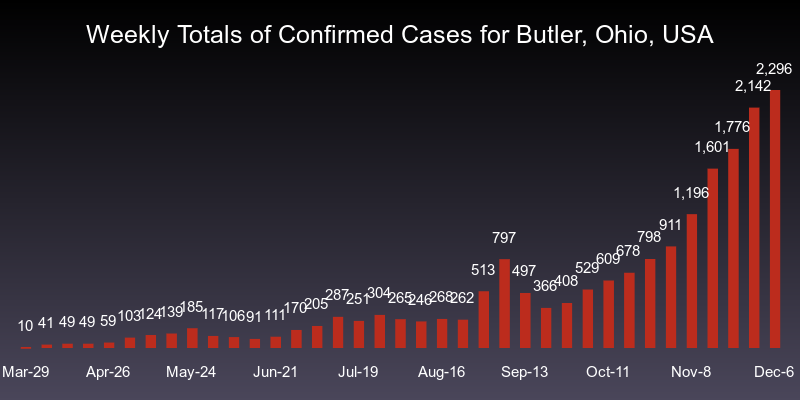 Weekly Totals of Confirmed Cases for Butler, Ohio, USA
10 41 49 49 59 103 124 139 185 117 106 91 111 170 205 287 251 304 265 246 268 262 513 797 497 366 408 529 609 678 798 911 1,196 1,601 1,776 2,142 2,296
Mar-29 Apr-26 May-24 Jun-21 Jul-19 Aug-16 Sep-13 Oct-11 Nov-8 Dec-6